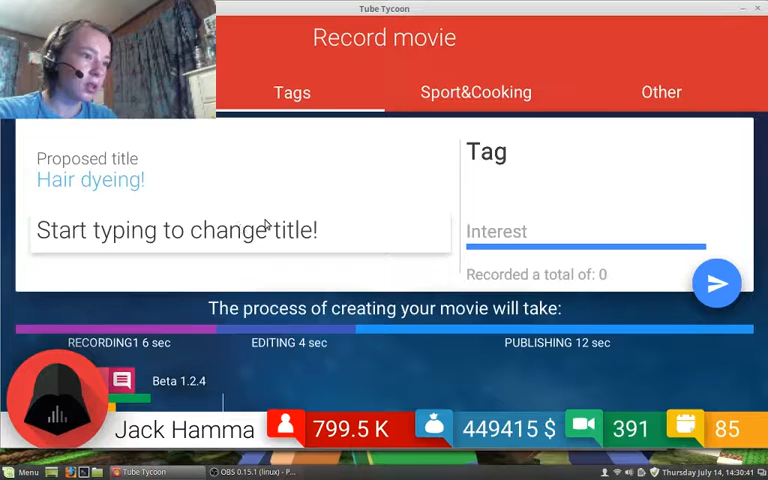 Tube Tycoon
Record movie
Tags
Sport&Cooking
Other
Proposed title
Hair dyeing!
Start typing to change title!
Tag
Interest
Recorded a total of: 0
The process of creating your movie will take:
RECORDING1 6 sec
EDITING 4 sec
PUBLISHING 12 sec
Beta 1.2.4
Jack Hamma
799.5 K
449415 $
391
85
Menu
Tube Tycoon
OBS 0.15.1 (linux) - P...
Thursday July 14, 14:30:41